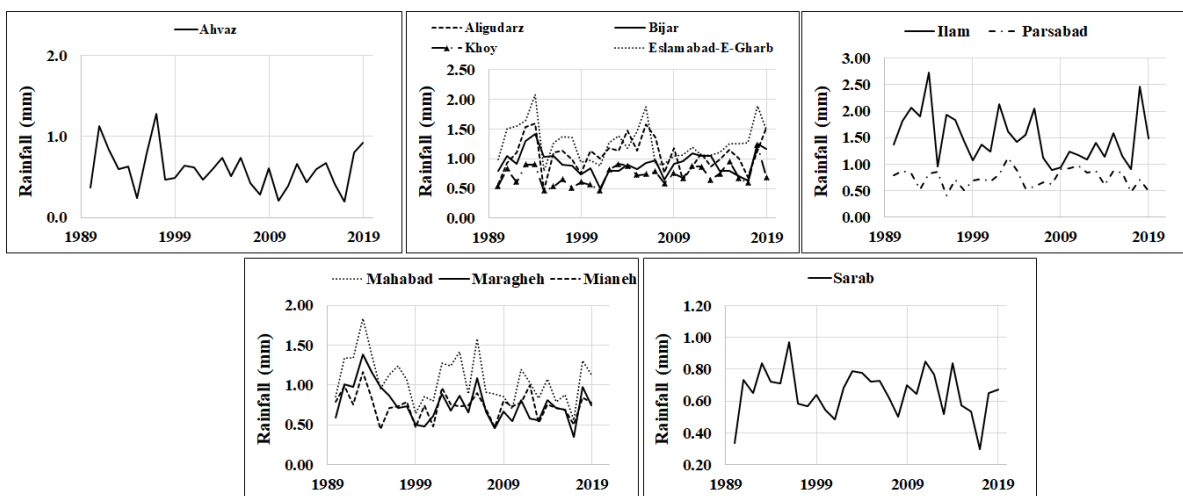 Ahvaz
Rainfall (mm)
2.0
1.0
0.0
1989 1999 2009 2019
Aligudarz Bijar
Khoy Eslamabad-E-Gharb
Rainfall (mm)
2.50
2.00
1.50
1.00
0.50
0.00
1989 1999 2009 2019
Ilam Parsabad
Rainfall (mm)
3.00
2.50
2.00
1.50
1.00
0.50
0.00
1989 1999 2009 2019
Mahabad Maragheh Mianeh
Rainfall (mm)
2.00
1.50
1.00
0.50
0.00
1989 1999 2009 2019
Sarab
Rainfall (mm)
1.20
1.00
0.80
0.60
0.40
0.20
1989 1999 2009 2019